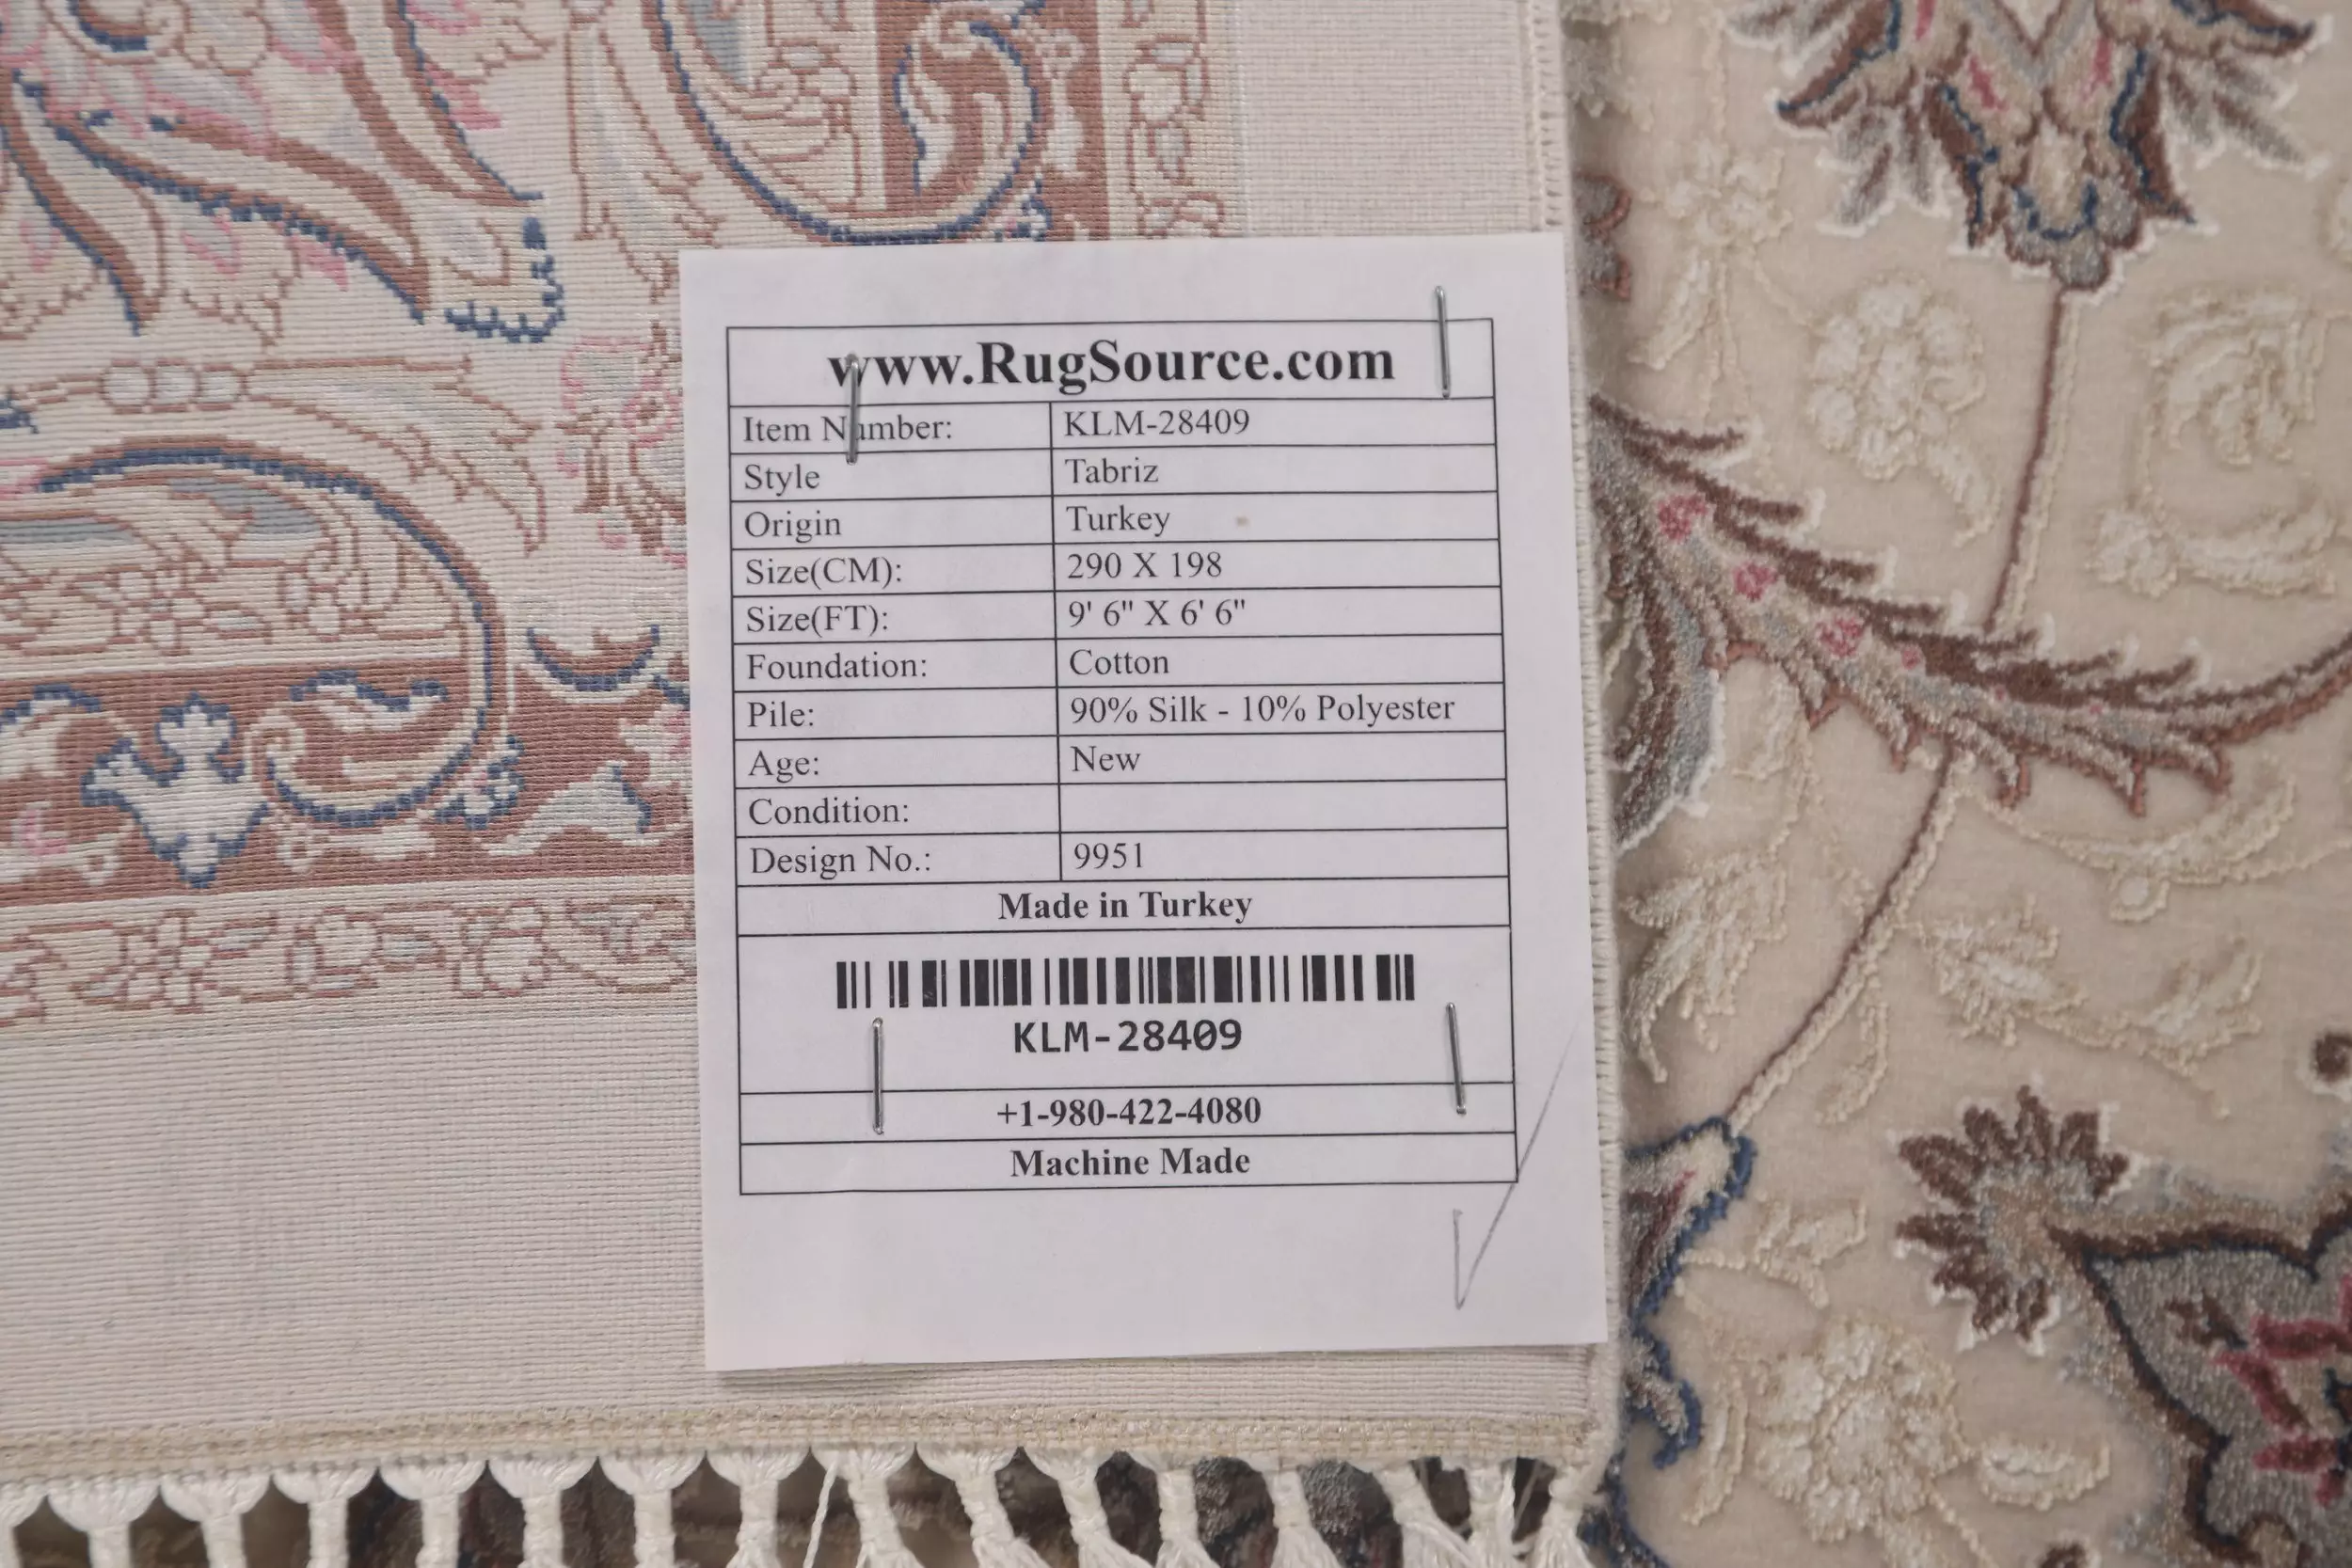 www.RugSource.com
Item Number: KLM-28409
Style Tabriz
Origin Turkey
Size(CM): 290 X 198
Size(FT): 9' 6" X 6' 6"
Foundation: Cotton
Pile: 90% Silk - 10% Polyester
Age: New
Condition:
Design No.: 9951
Made in Turkey
KLM-28409
+1-980-422-4080
Machine Made